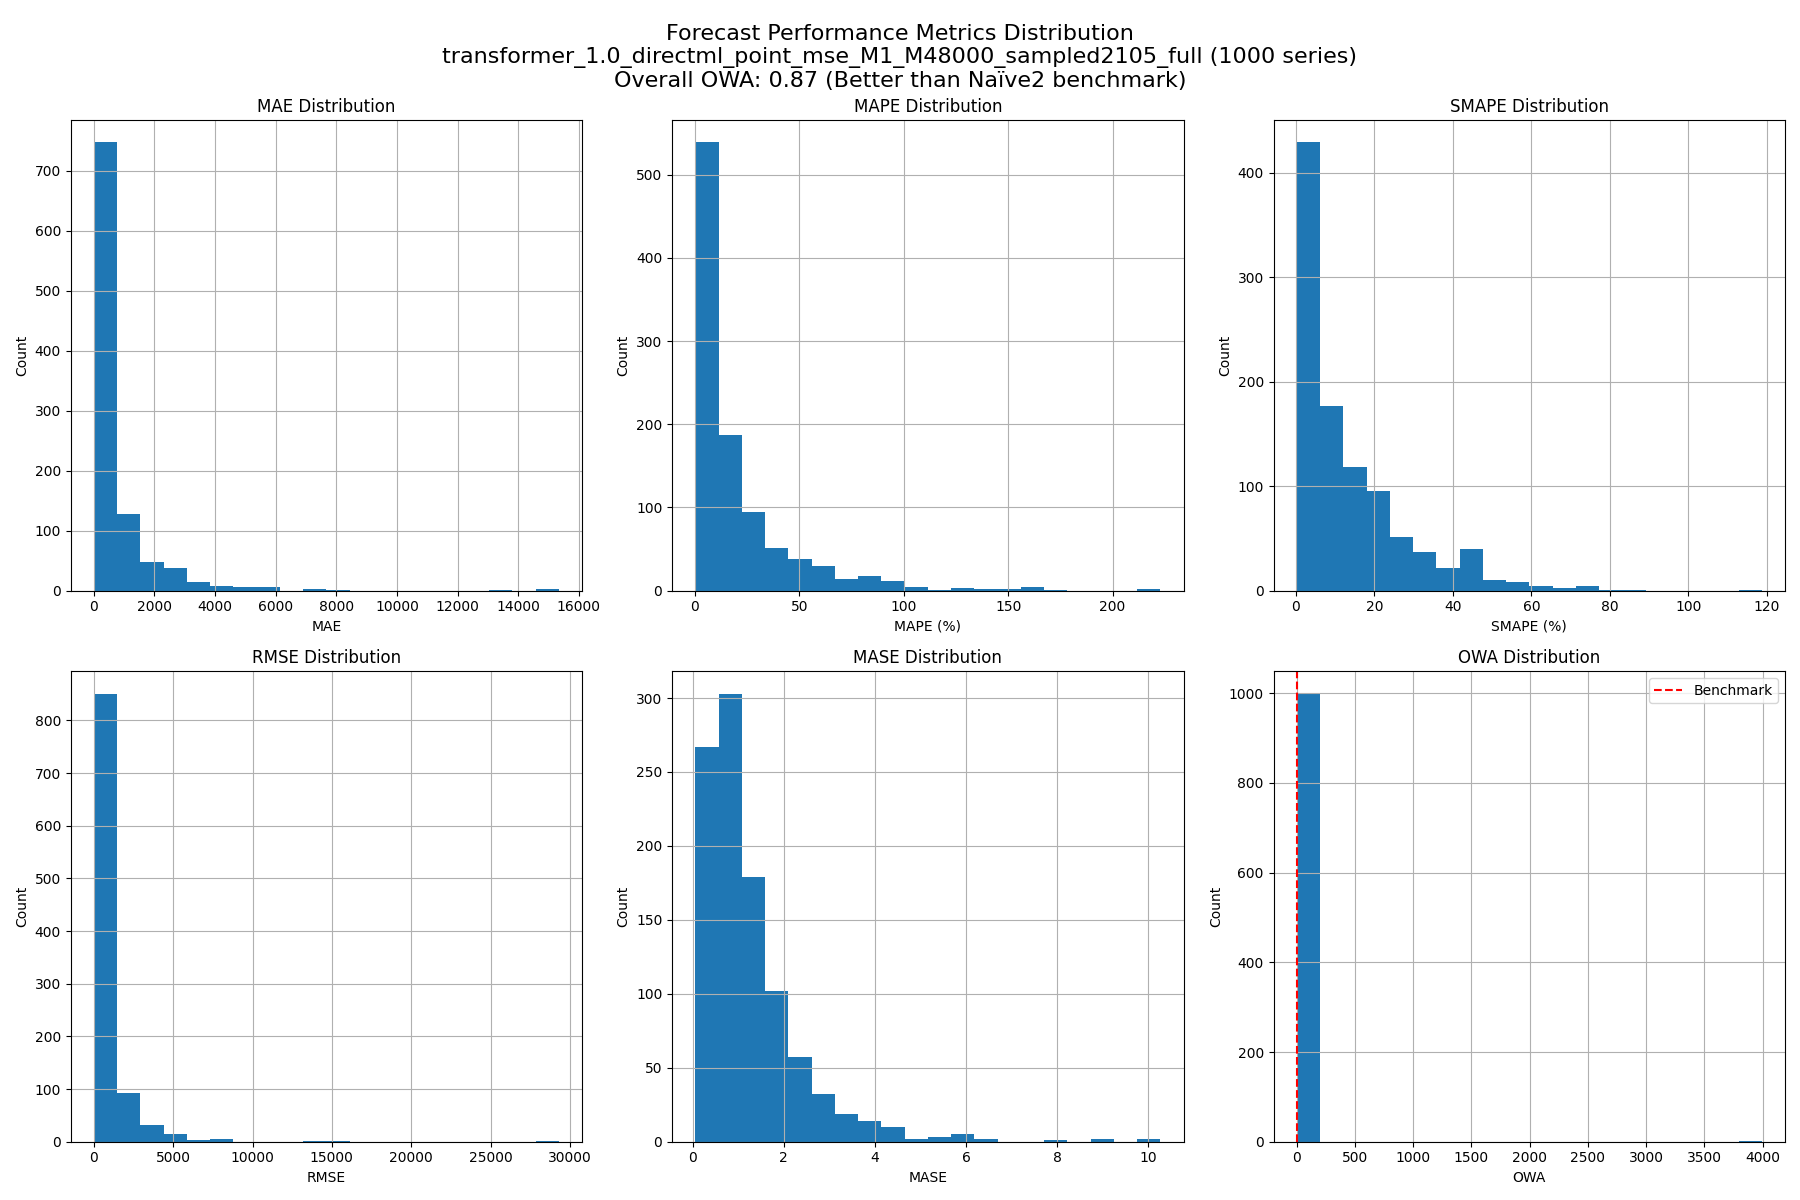 Forecast Performance Metrics Distribution
transformer_1.0_directml_point_mse_M1_M48000_sampled2105_full (1000 series)
Overall OWA: 0.87 (Better than Naïve2 benchmark)
MAE Distribution
700
600
500
400
300
200
100
0
Count
0 2000 4000 6000 8000 10000 12000 14000 16000
MAE
MAPE Distribution
500
400
300
200
100
0
Count
0 50 100 150 200
MAPE (%)
SMAPE Distribution
400
300
200
100
0
Count
0 20 40 60 80 100 120
SMAPE (%)
RMSE Distribution
800
700
600
500
400
300
200
100
0
Count
0 5000 10000 15000 20000 25000 30000
RMSE
MASE Distribution
300
250
200
150
100
50
0
Count
0 2 4 6 8 10
MASE
OWA Distribution
Benchmark
1000
800
600
400
200
0
Count
0 500 1000 1500 2000 2500 3000 3500 4000
OWA